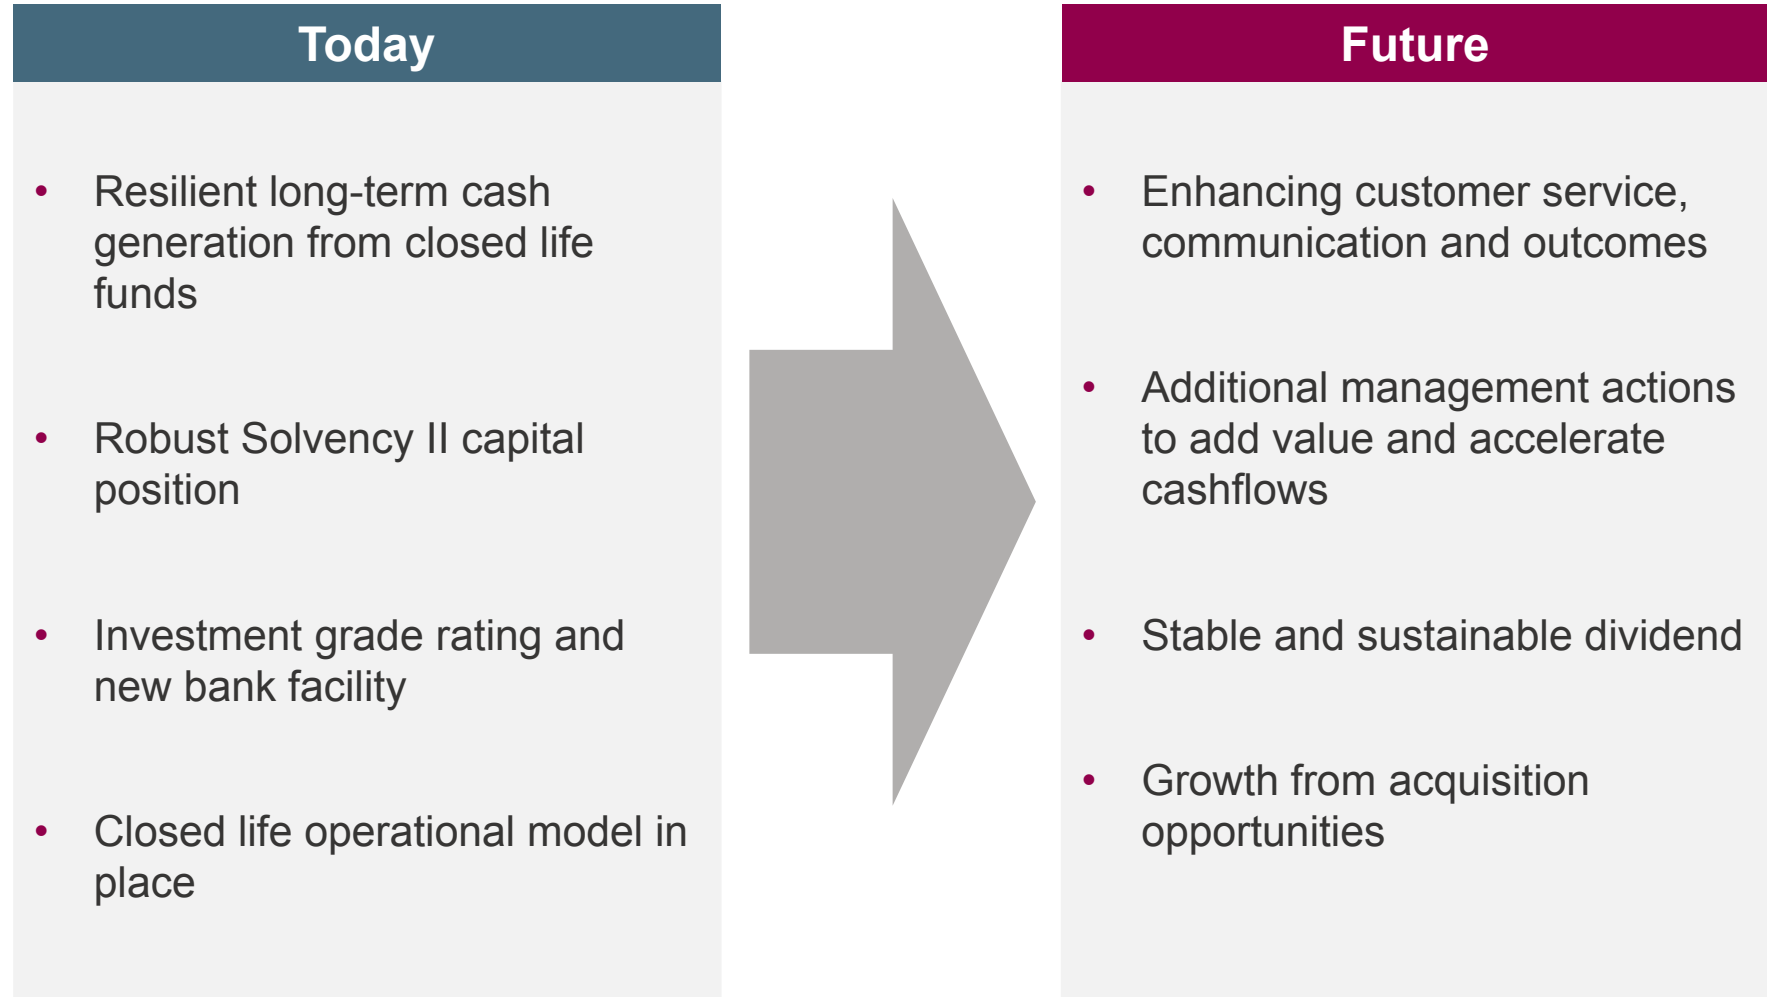 Today
• Resilient long-term cash
generation from closed life
funds
• Robust Solvency II capital
position
• Investment grade rating and
new bank facility
• Closed life operational model in
place
Future
• Enhancing customer service,
communication and outcomes
• Additional management actions
to add value and accelerate
cashflows
• Stable and sustainable dividend
• Growth from acquisition
opportunities